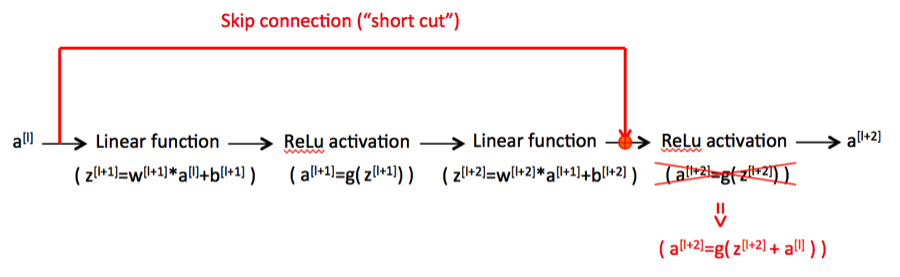 Skip connection (“short cut”)
a[l] Linear function ReLu activation Linear function ReLu activation a[l+2]
( z[l+1]=w[l+1]*a[l]+b[l+1] ) ( a[l+1]=g( z[l+1]) ) ( z[l+2]=w[l+2]*a[l+1]+b[l+2] ) ( a[l+2]=g( z[l+2]) )
=>
( a[l+2]=g( z[l+2] + a[l] ) )